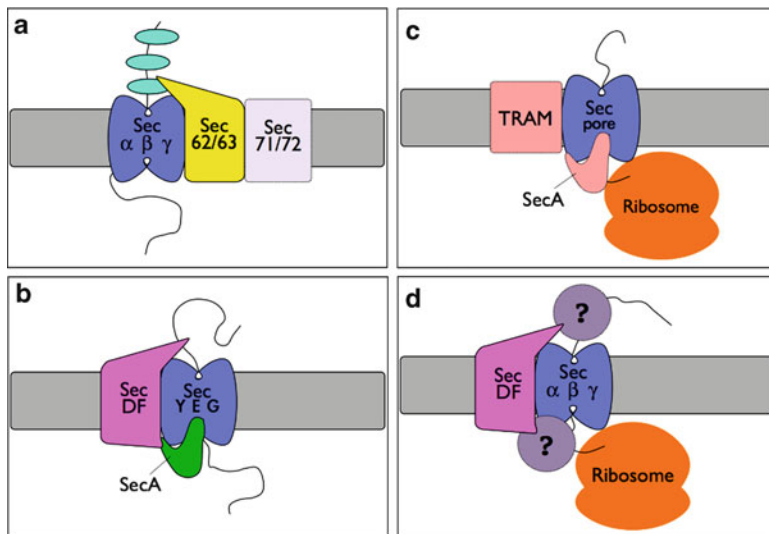 a
Sec
α β γ
Sec
62/63
Sec
71/72
b
Sec
DF
Sec
Y E G
SecA
c
TRAM
Sec
pore
SecA
Ribosome
d
?
Sec
DF
Sec
α β γ
?
Ribosome